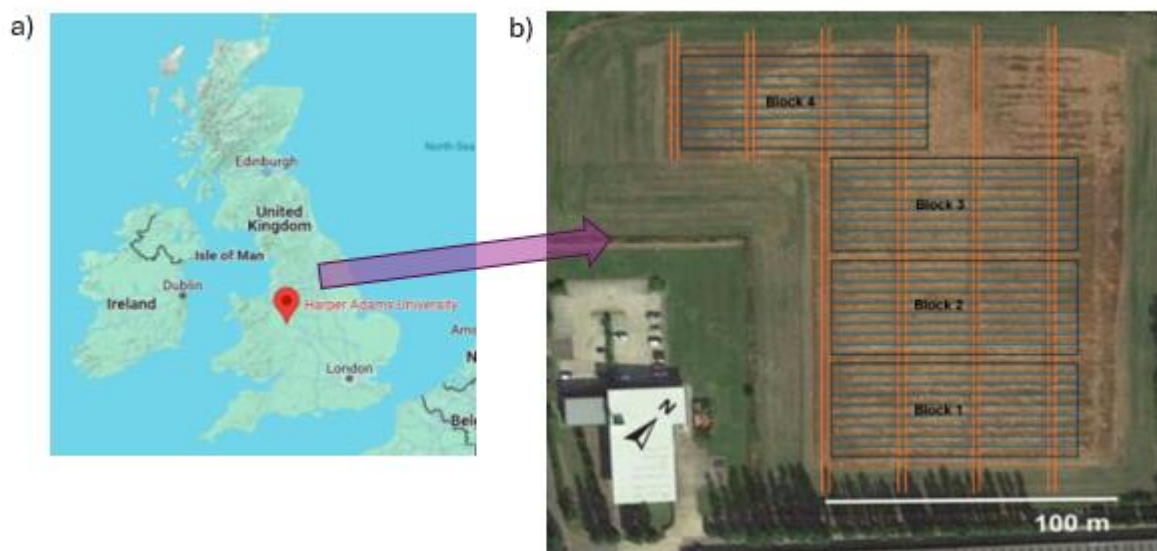 a)
b)
North Sea
Edinburgh
United
Kingdom
Isle of Man
Dublin
Ireland
Harper Adams University
London
Block 4
Block 3
Block 2
Block 1
N
100 m